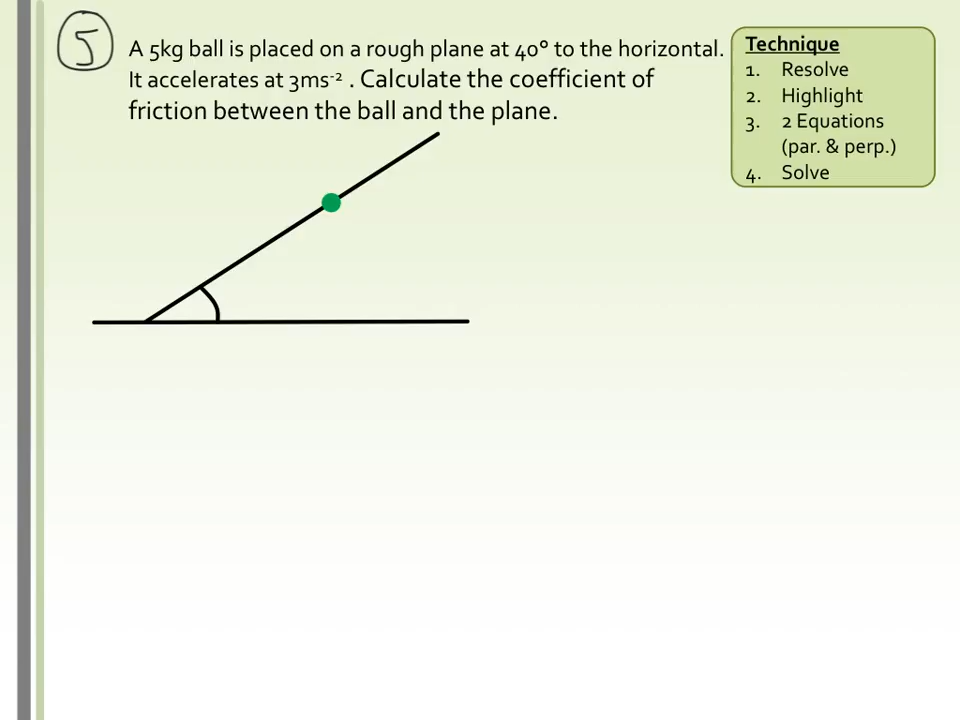 5
A 5kg ball is placed on a rough plane at 40° to the horizontal.
It accelerates at 3ms⁻² . Calculate the coefficient of
friction between the ball and the plane.
Technique
1. Resolve
2. Highlight
3. 2 Equations
(par. & perp.)
4. Solve